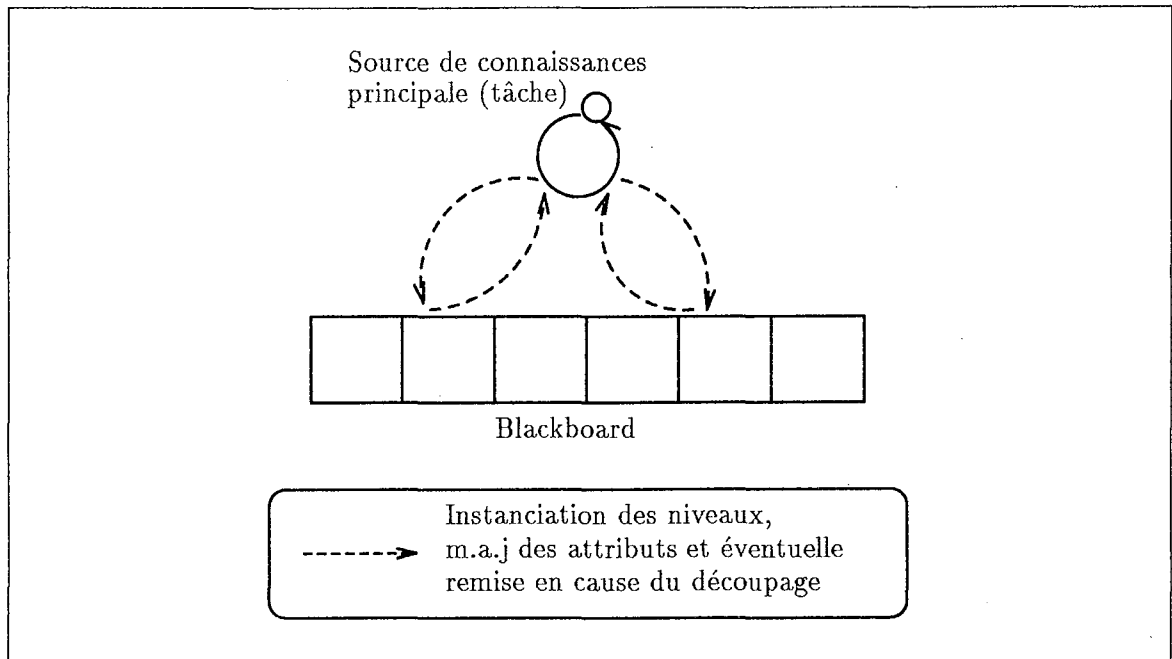 Source de connaissances
principale (tâche)
Blackboard
Instanciation des niveaux,
m.a.j des attributs et éventuelle
remise en cause du découpage